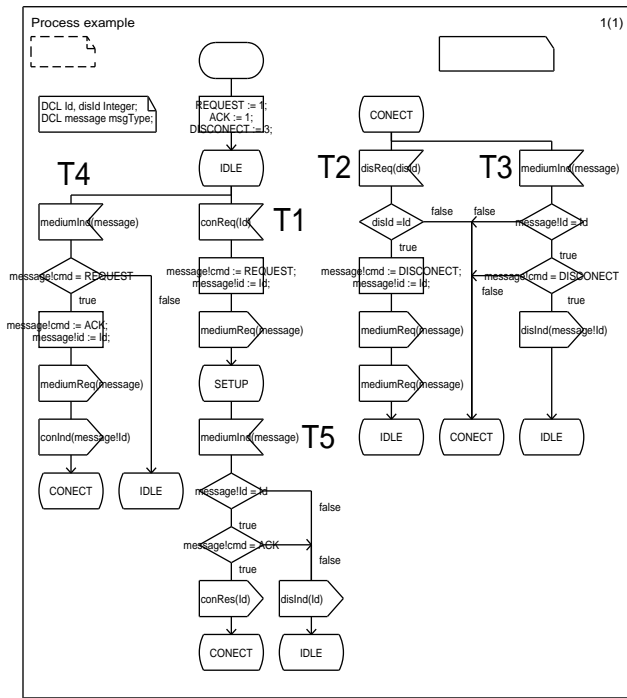 Process example
1(1)
DCL Id, disId Integer;
DCL message msgType;
REQUEST := 1;
ACK := 1;
DISCONECT := 3;
IDLE
T4
mediumInd(message)
message!cmd = REQUEST
true
false
message!cmd := ACK;
message!id := Id;
mediumReq(message)
conInd(message!Id)
CONECT
IDLE
conReq(Id)
T1
message!cmd := REQUEST;
message!id := Id;
mediumReq(message)
SETUP
mediumInd(message)
T5
message!Id = Id
false
true
message!cmd = ACK
false
true
conRes(Id)
disInd(Id)
CONECT
IDLE
CONECT
T2
disReq(disId)
disId =Id
false
true
message!cmd := DISCONECT;
message!id := Id;
mediumReq(message)
mediumReq(message)
IDLE
CONECT
T3
mediumInd(message)
false
message!Id = Id
true
message!cmd = DISCONECT
false
true
disInd(message!Id)
IDLE